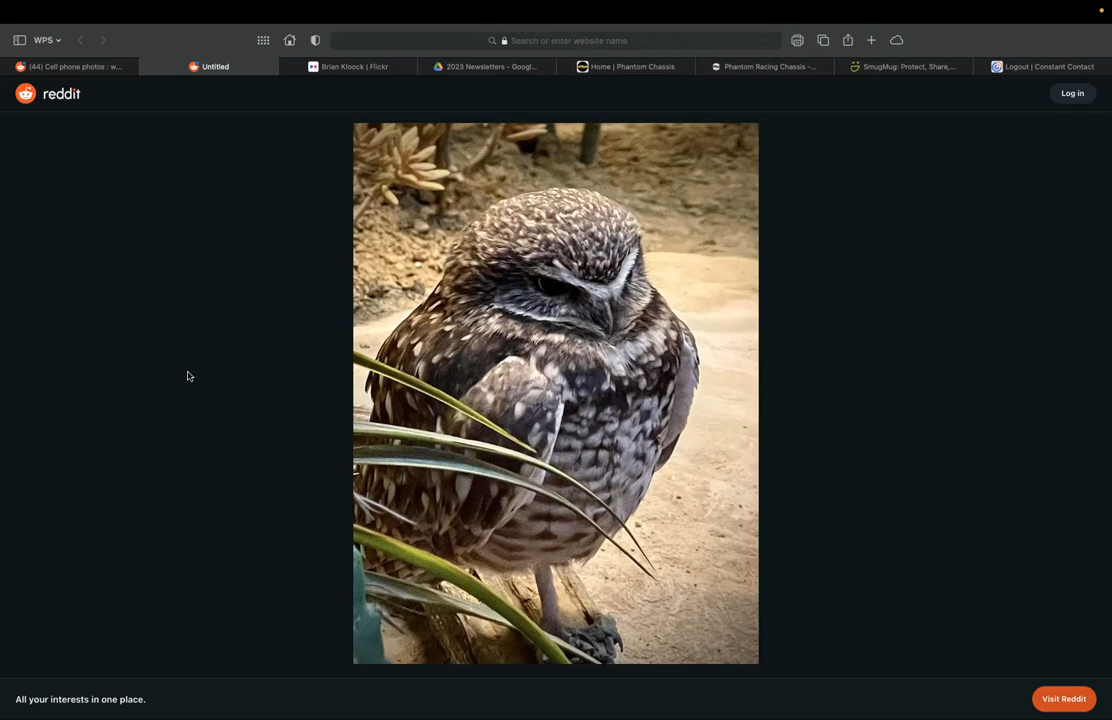 WPS
Search or enter website name
(44) Cell phone photos : w...
Untitled
Brian Kloock | Flickr
2023 Newsletters - Googl...
Home | Phantom Chassis
Phantom Racing Chassis -...
SmugMug: Protect, Share,...
Logout | Constant Contact
reddit
Log in
All your interests in one place.
Visit Reddit